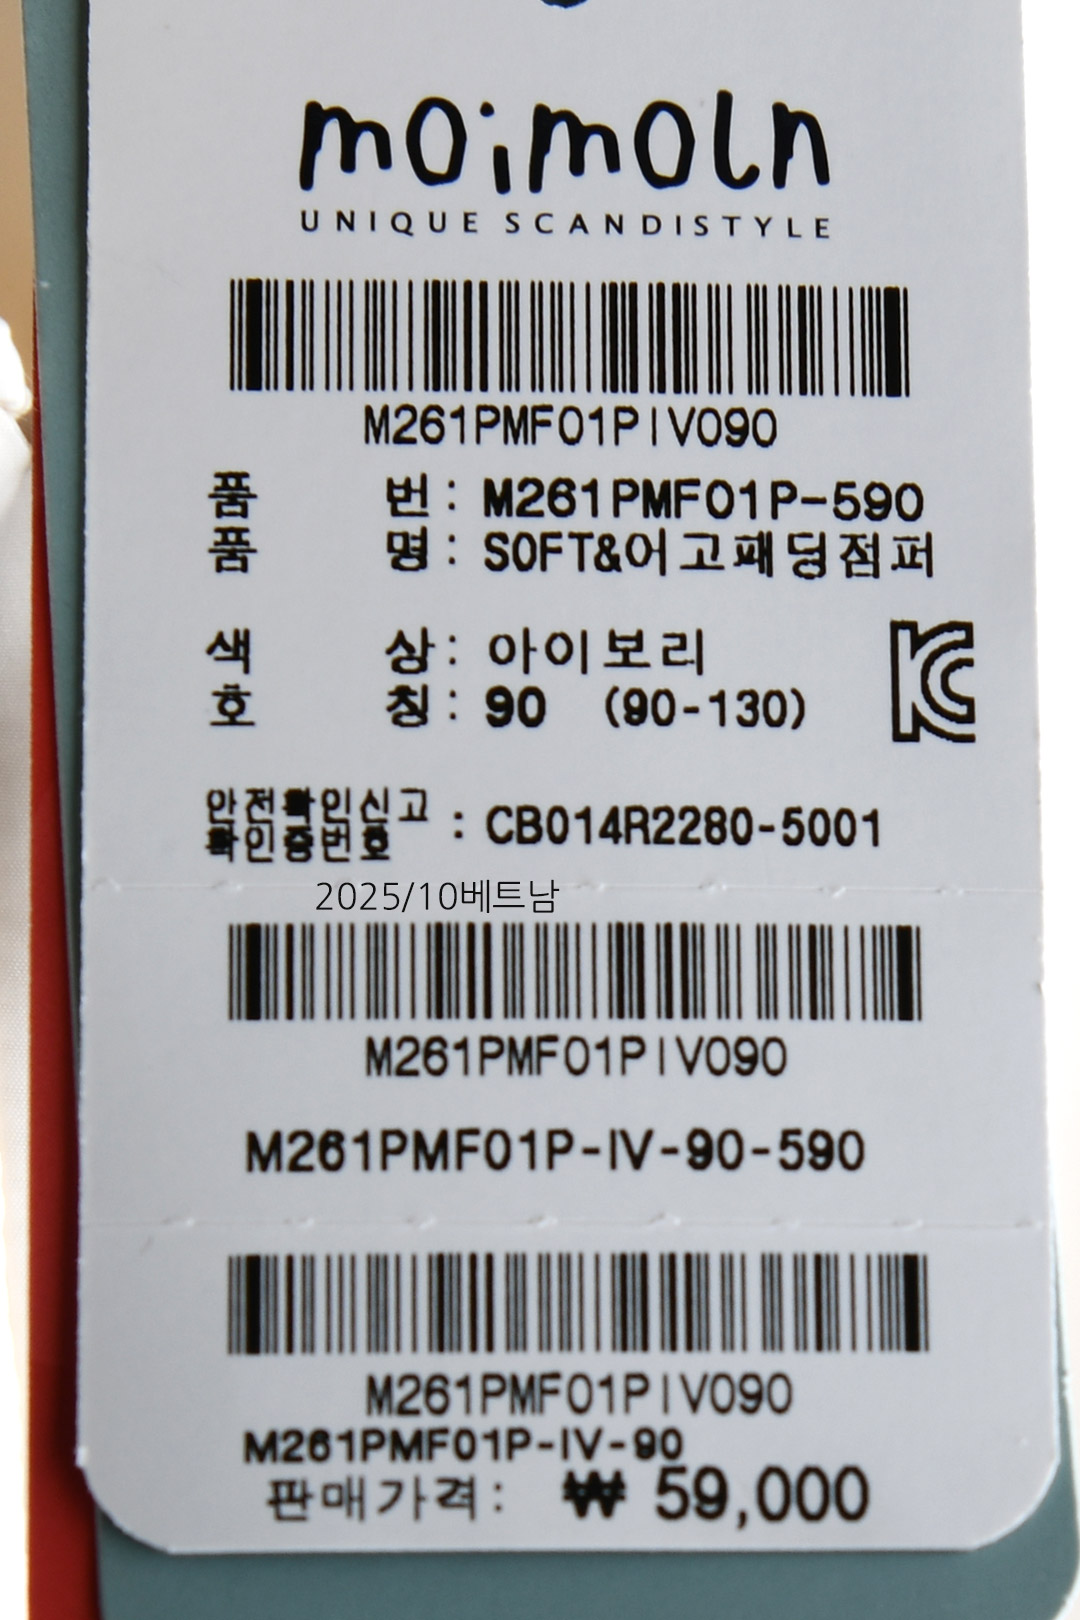 moimoln
UNIQUE SCANDISTYLE
M261PMF01PIV090
품 번 : M261PMF01P-590
품 명 : SOFT&어고패딩점퍼
색 상 : 아이보리
호 칭 : 90 (90-130)
안전확인신고
확인증번호 : CB014R2280-5001
2025/10베트남
M261PMF01PIV090
M261PMF01P-IV-90-590
M261PMF01PIV090
M261PMF01P-IV-90
판매가격 : ₩ 59,000